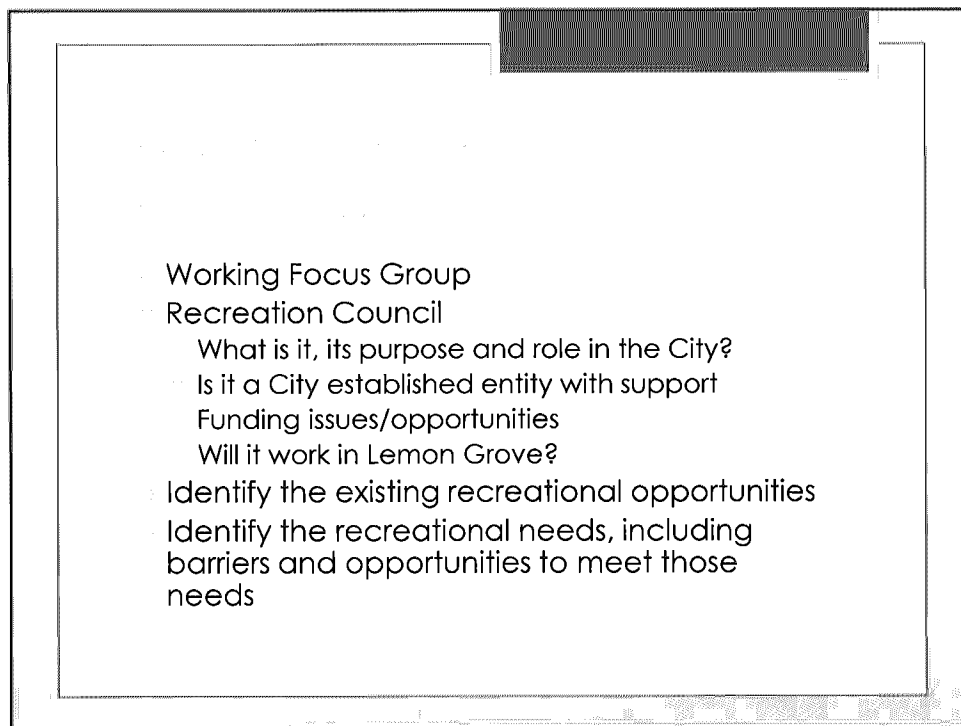 Working Focus Group
Recreation Council
What is it, its purpose and role in the City?
Is it a City established entity with support
Funding issues/opportunities
Will it work in Lemon Grove?
Identify the existing recreational opportunities
Identify the recreational needs, including
barriers and opportunities to meet those
needs